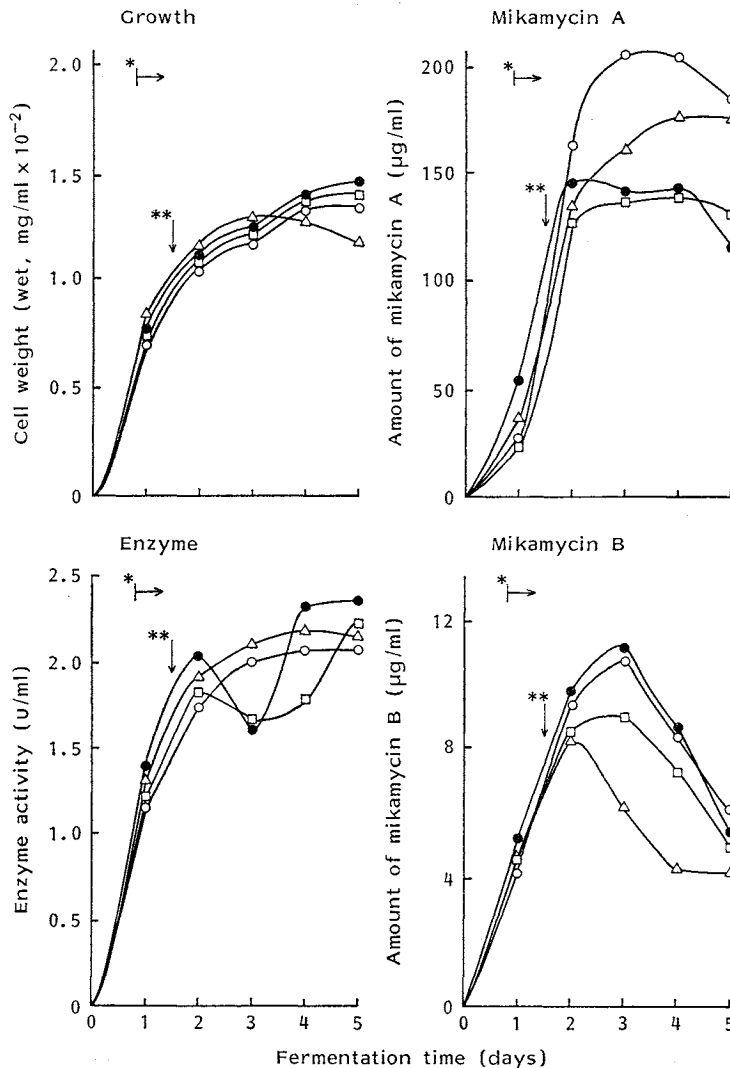 Growth
Cell weight (wet, mg/ml x 10⁻²)
2.0
1.5
1.0
0.5
0
*
**
Mikamycin A
Amount of mikamycin A (μg/ml)
200
150
100
50
0
*
**
Enzyme
Enzyme activity (U/ml)
2.5
2.0
1.5
1.0
0.5
0
*
**
0 1 2 3 4 5
Mikamycin B
Amount of mikamycin B (μg/ml)
12
8
4
0
*
**
0 1 2 3 4 5
Fermentation time (days)